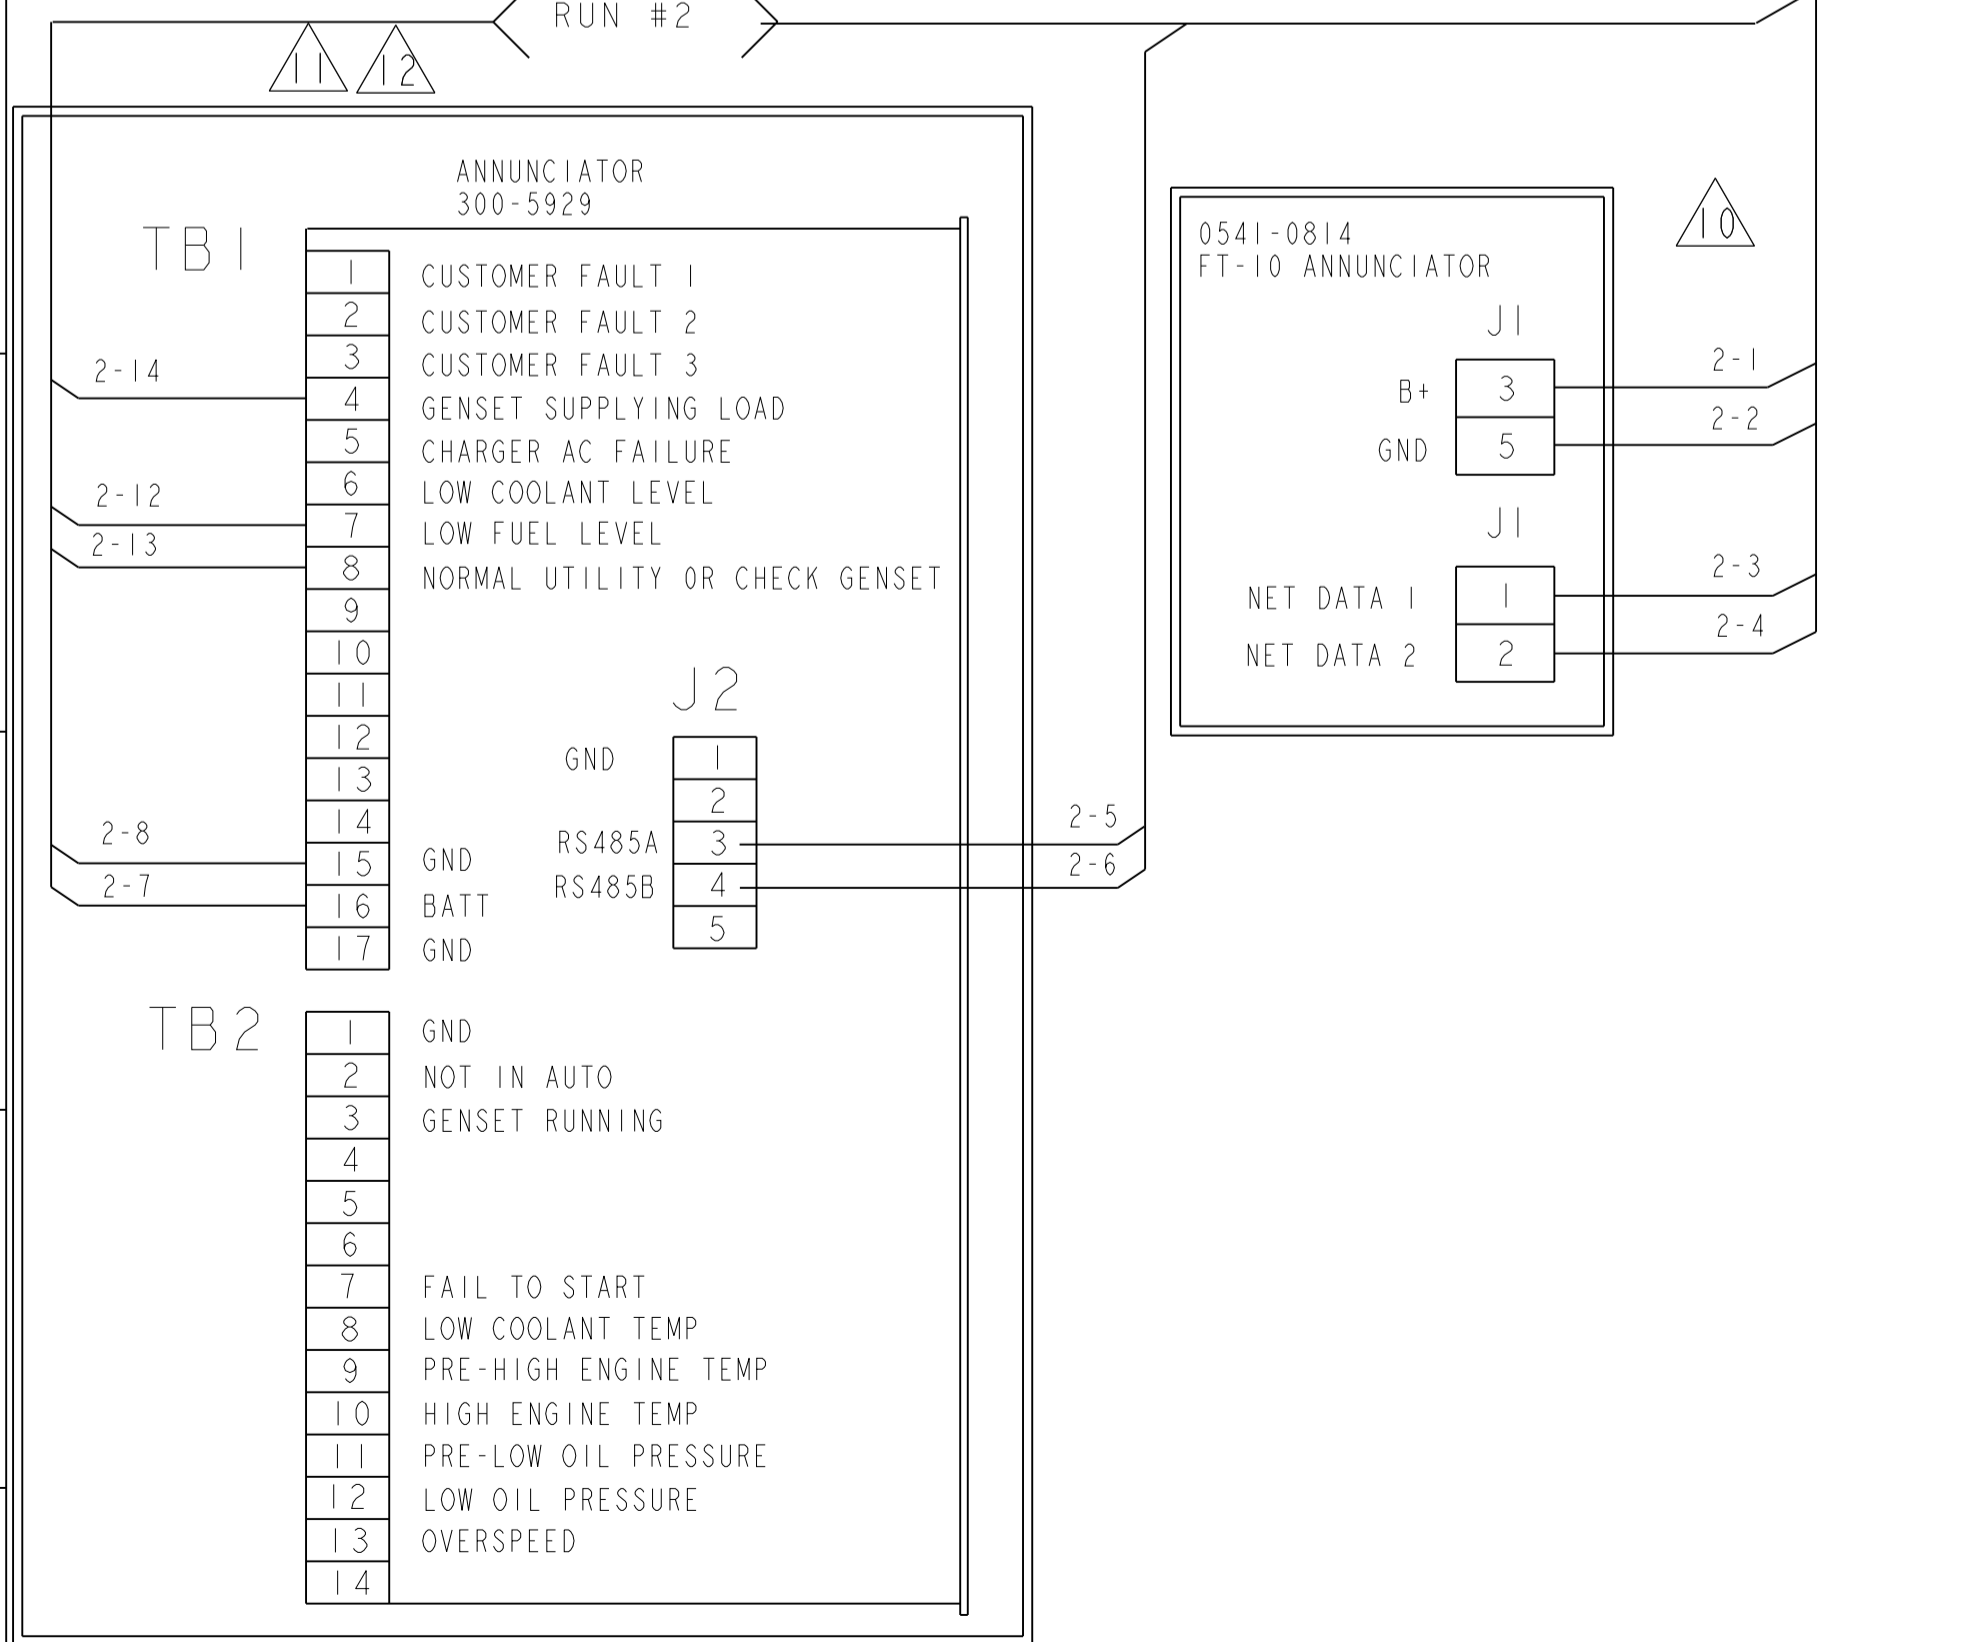 RUN #2
11 12
ANNUNCIATOR
300-5929
TB1
1 CUSTOMER FAULT 1
2 CUSTOMER FAULT 2
3 CUSTOMER FAULT 3
2-14
4 GENSET SUPPLYING LOAD
5 CHARGER AC FAILURE
6 LOW COOLANT LEVEL
2-12
7 LOW FUEL LEVEL
2-13
8 NORMAL UTILITY OR CHECK GENSET
9
10
11
12
13
14
2-8
15 GND
2-7
16 BATT
17 GND
J2
GND 1
2
RS485A 3
2-5
RS485B 4
2-6
5
TB2
1 GND
2 NOT IN AUTO
3 GENSET RUNNING
4
5
6
7 FAIL TO START
8 LOW COOLANT TEMP
9 PRE-HIGH ENGINE TEMP
10 HIGH ENGINE TEMP
11 PRE-LOW OIL PRESSURE
12 LOW OIL PRESSURE
13 OVERSPEED
14
0541-0814
FT-10 ANNUNCIATOR
10
J1
B+ 3
2-1
GND 5
2-2
J1
NET DATA 1 1
2-3
NET DATA 2 2
2-4